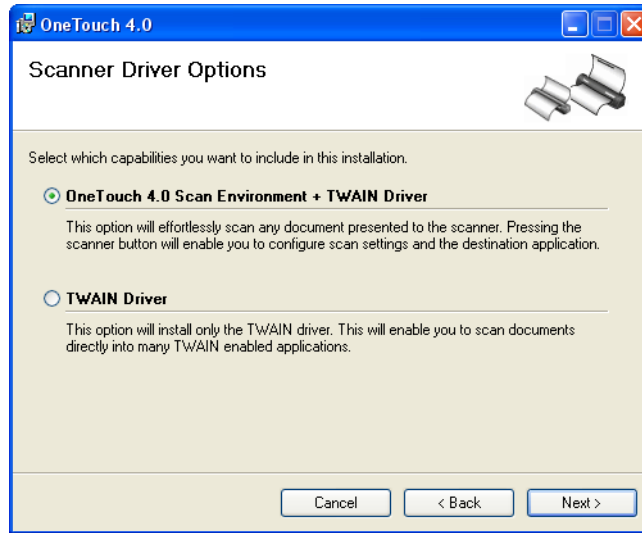 OneTouch 4.0
Scanner Driver Options
Select which capabilities you want to include in this installation.
OneTouch 4.0 Scan Environment + TWAIN Driver
This option will effortlessly scan any document presented to the scanner. Pressing the
scanner button will enable you to configure scan settings and the destination application.
TWAIN Driver
This option will install only the TWAIN driver. This will enable you to scan documents
directly into many TWAIN enabled applications.
Cancel
< Back
Next >